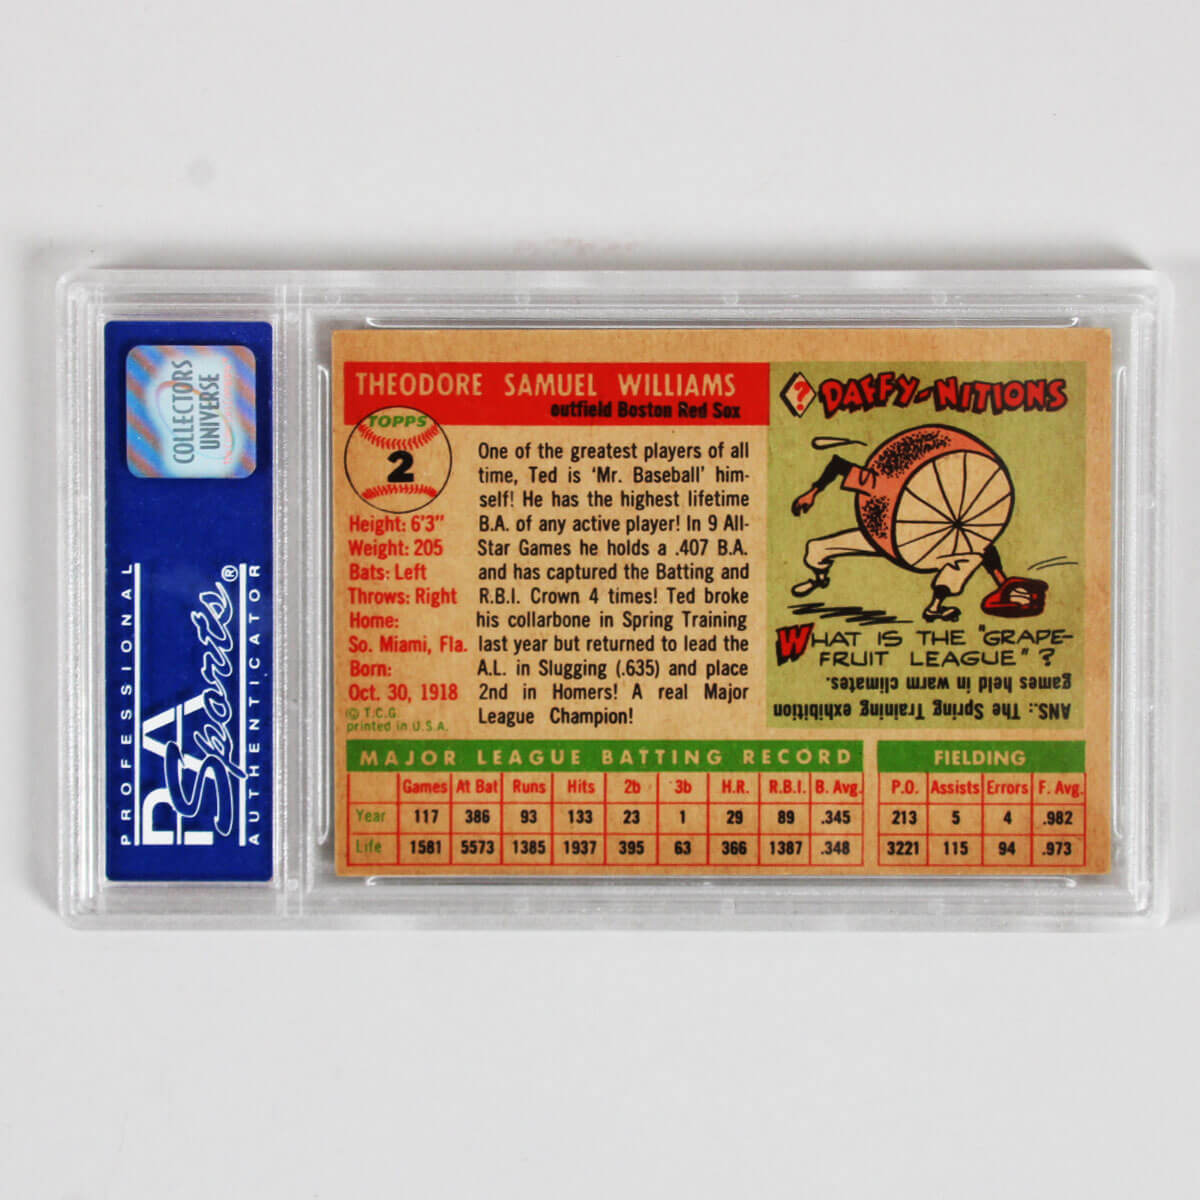 COLLECTORS
UNIVERSE
PROFESSIONAL
PSA
Sports®
AUTHENTICATOR
THEODORE SAMUEL WILLIAMS
outfield Boston Red Sox
TOPPS
2
Height: 6'3"
Weight: 205
Bats: Left
Throws: Right
Home:
So. Miami, Fla.
Born:
Oct. 30, 1918
© T.C.G.
printed in U.S.A.
One of the greatest players of all
time, Ted is 'Mr. Baseball' him-
self! He has the highest lifetime
B.A. of any active player! In 9 All-
Star Games he holds a .407 B.A.
and has captured the Batting and
R.B.I. Crown 4 times! Ted broke
his collarbone in Spring Training
last year but returned to lead the
A.L. in Slugging (.635) and place
2nd in Homers! A real Major
League Champion!
? DAFFY-NITIONS
WHAT IS THE "GRAPE-
FRUIT LEAGUE"?
ANS.: The Spring Training exhibition
games held in warm climates.
MAJOR LEAGUE BATTING RECORD
Games At Bat Runs Hits 2b 3b H.R. R.B.I. B. Avg.
Year 117 386 93 133 23 1 29 89 .345
Life 1581 5573 1385 1937 395 63 366 1387 .348
FIELDING
P.O. Assists Errors F. Avg.
213 5 4 .982
3221 115 94 .973